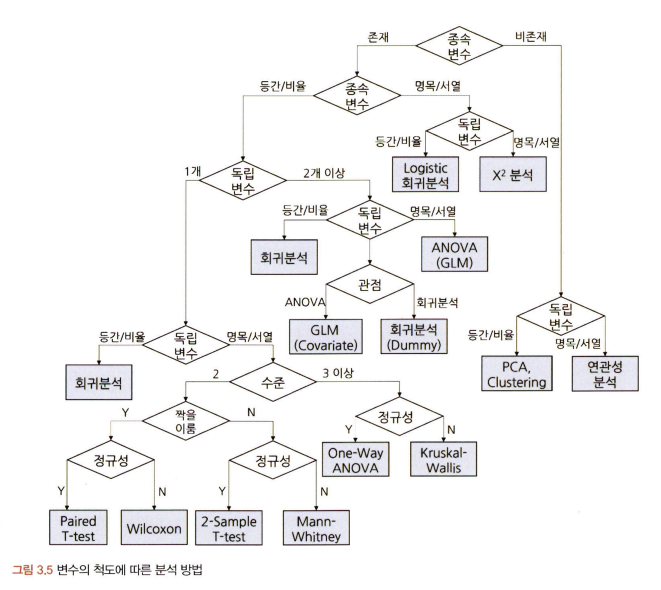 존재
종속
변수
비존재
등간/비율
종속
변수
명목/서열
독립
변수
등간/비율
명목/서열
Logistic
회귀분석
X² 분석
1개
독립
변수
2개 이상
등간/비율
독립
변수
명목/서열
회귀분석
ANOVA
(GLM)
관점
ANOVA
회귀분석
GLM
(Covariate)
회귀분석
(Dummy)
독립
변수
등간/비율
명목/서열
PCA,
Clustering
연관성
분석
등간/비율
독립
변수
명목/서열
회귀분석
2
수준
3 이상
Y
짝을
이룸
N
정규성
Y
N
One-Way
ANOVA
Kruskal-
Wallis
정규성
Y
N
정규성
Y
N
Paired
T-test
Wilcoxon
2-Sample
T-test
Mann-
Whitney
그림 3.5 변수의 척도에 따른 분석 방법